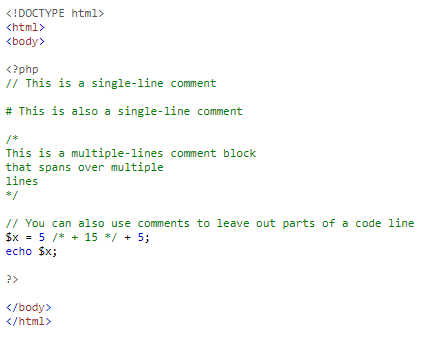 <!DOCTYPE html>
<html>
<body>
<?php
// This is a single-line comment
# This is also a single-line comment
/*
This is a multiple-lines comment block
that spans over multiple
lines
*/
// You can also use comments to leave out parts of a code line
$x = 5 /* + 15 */ + 5;
echo $x;
?>
</body>
</html>